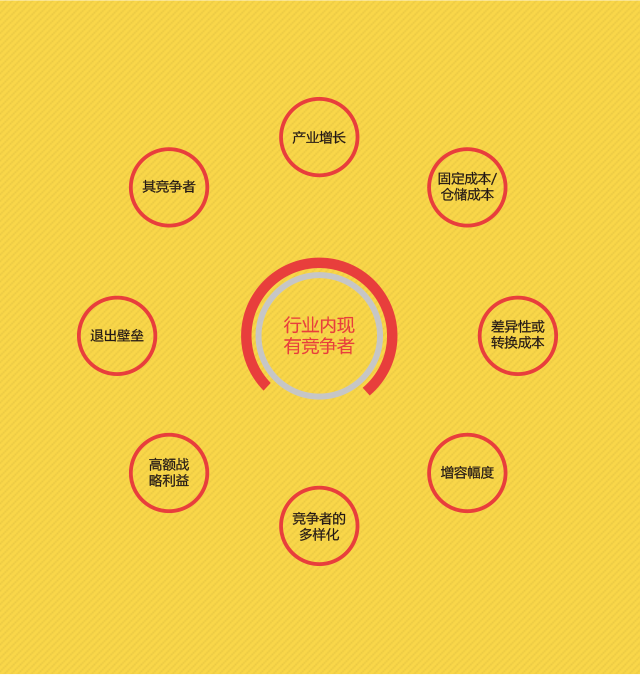 产业增长
其竞争者
固定成本/
仓储成本
退出壁垒
行业内现
有竞争者
差异性或
转换成本
高额战
略利益
增容幅度
竞争者的
多样化